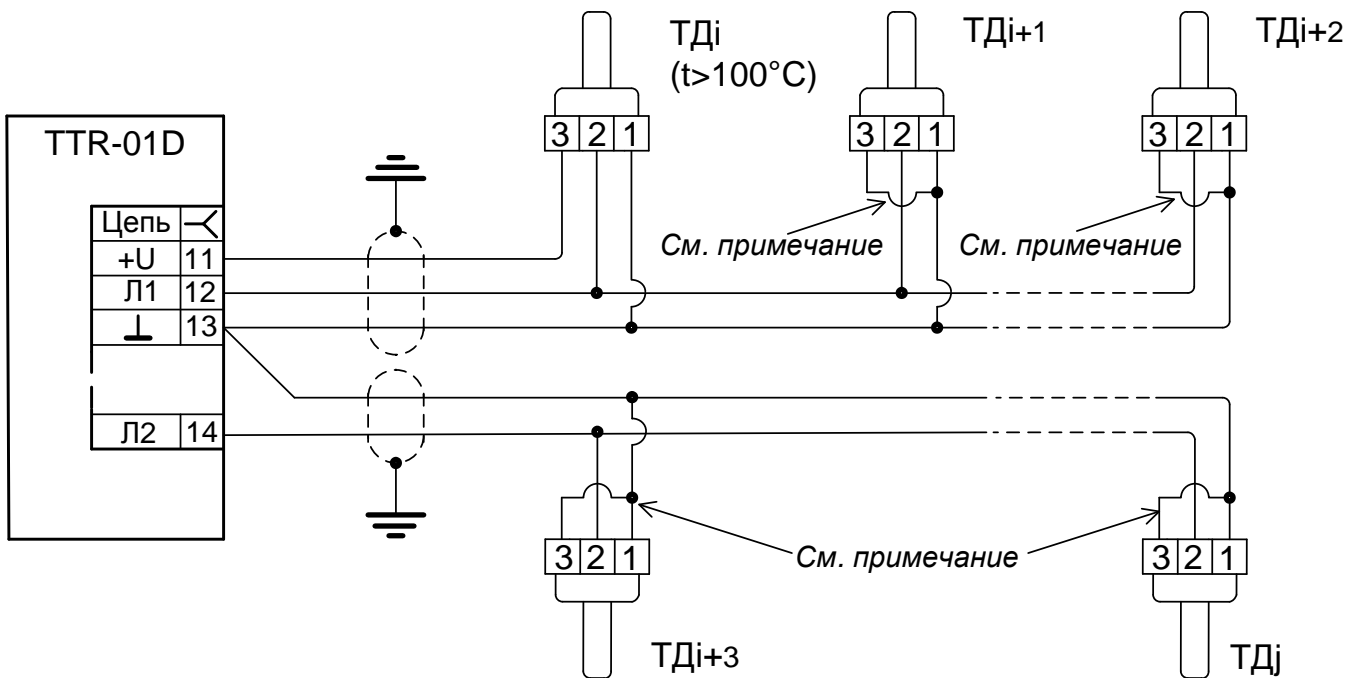 ТДi
(t>100°C)
ТДi+1
ТДi+2
3 2 1
3 2 1
3 2 1
TTR-01D
Цепь
+U 11
Л1 12
13
Л2 14
См. примечание
См. примечание
3 2 1
См. примечание
3 2 1
ТДi+3
ТДj